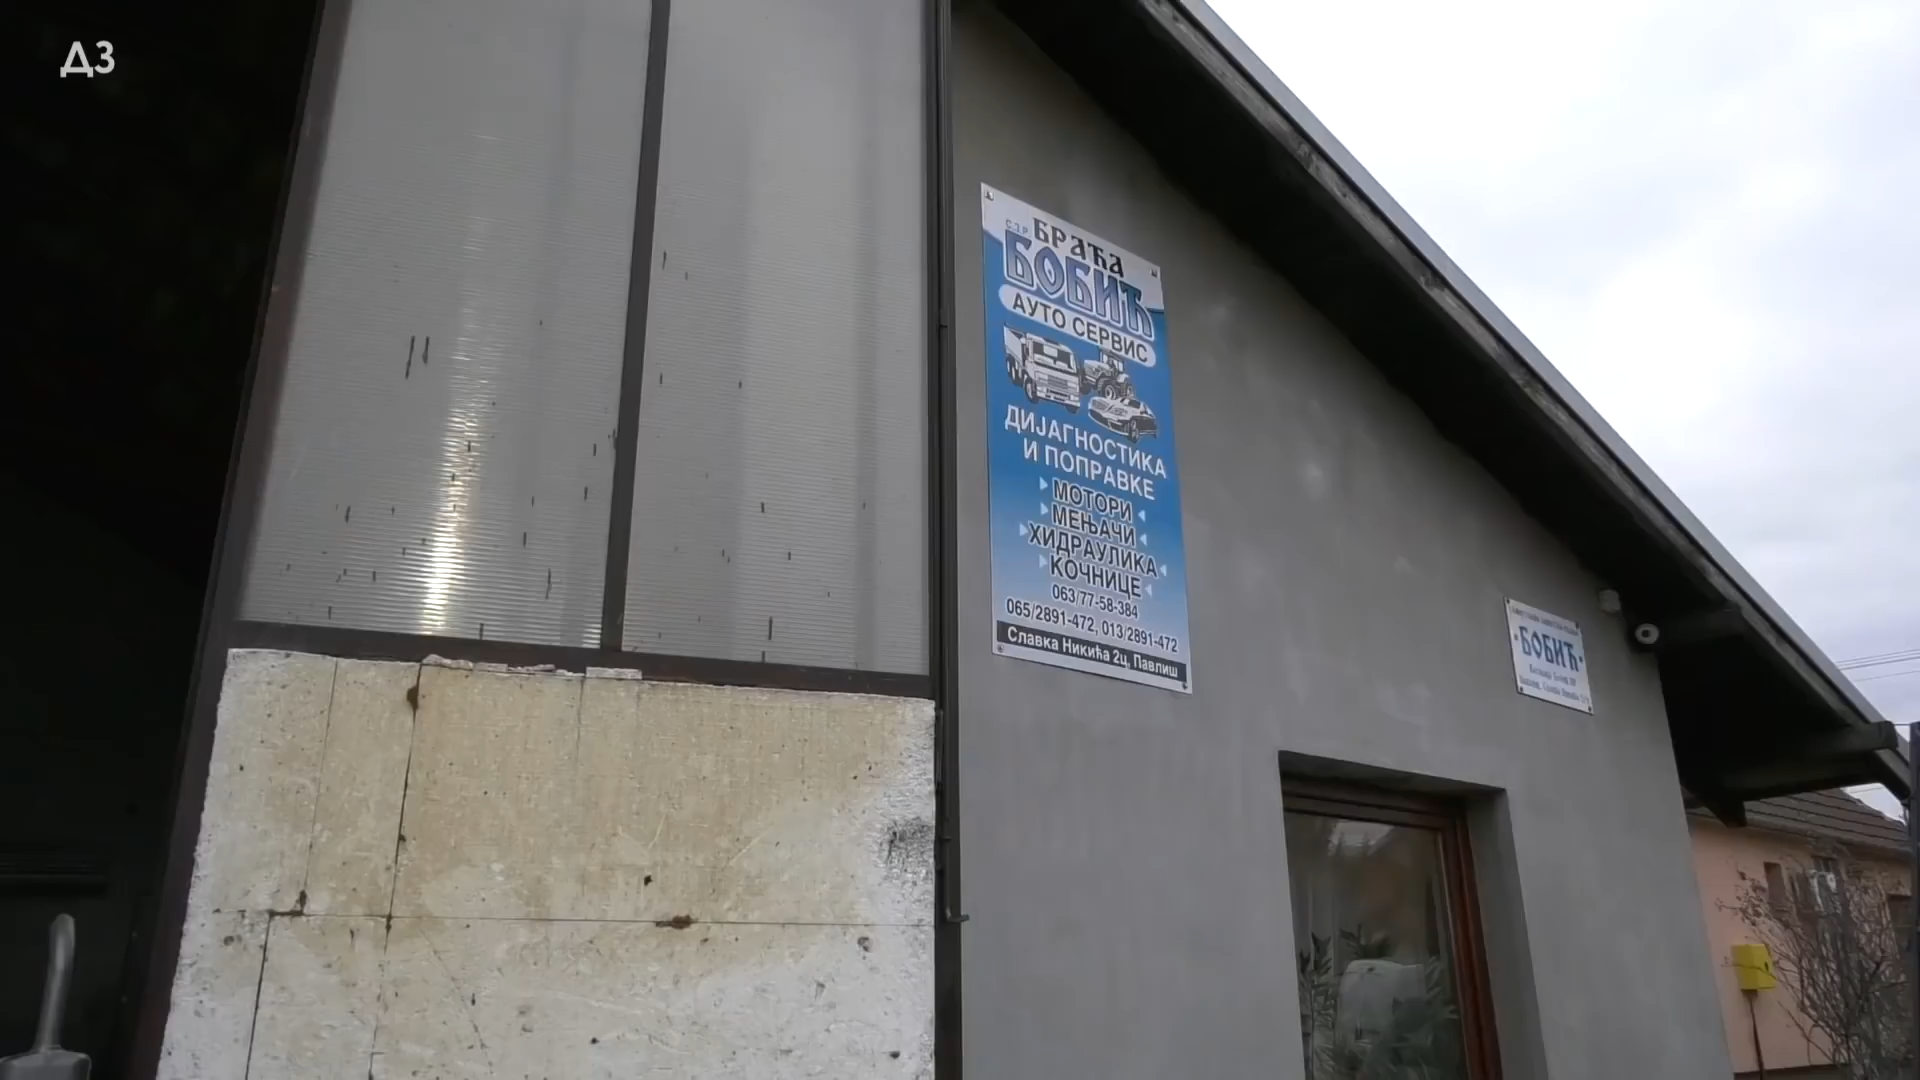 ДЗ
С.З.Р.
БРАЋА
БОБИЋ
АУТО СЕРВИС
ДИЈАГНОСТИКА
И ПОПРАВКЕ
МОТОРИ
МЕЊАЧИ
ХИДРАУЛИКА
КОЧНИЦЕ
063/77-58-384
065/2891-472, 013/2891-472
Славка Никића 2ц, Павлиш
БОБИЋ